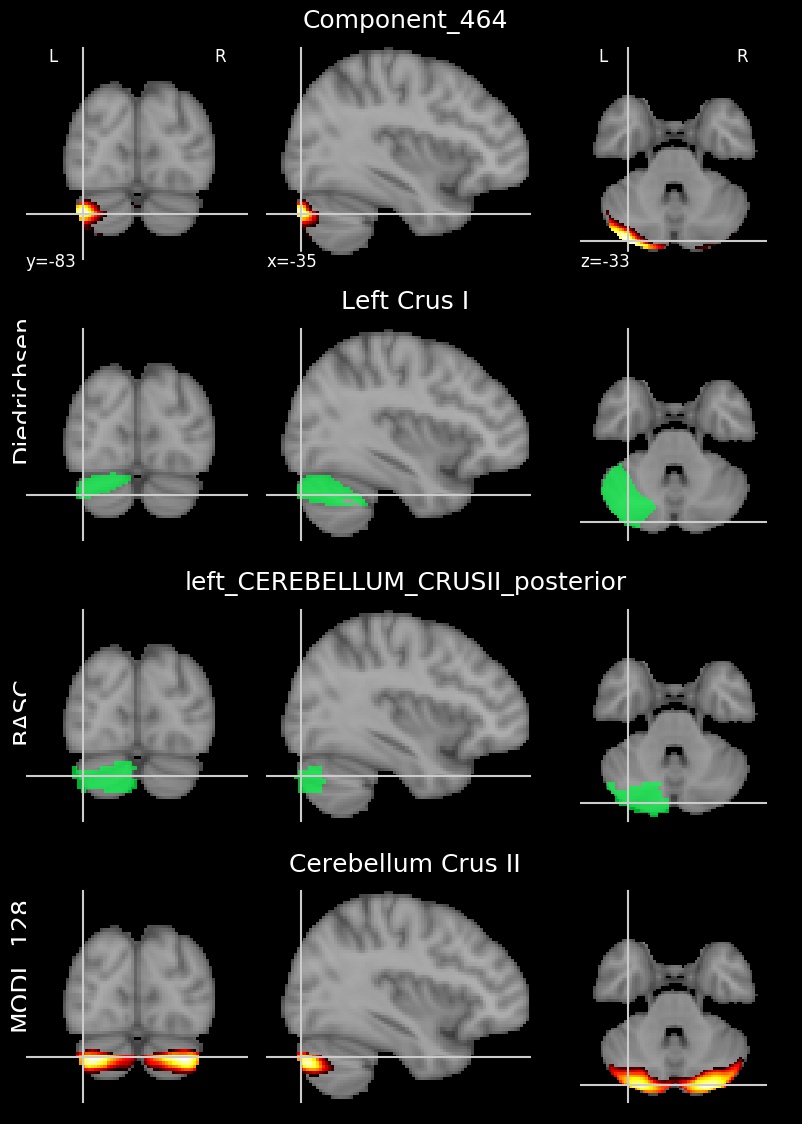 Component_464
L R L R
y=-83 x=-35 z=-33
Left Crus I
Diedrichsen
left_CEREBELLUM_CRUSII_posterior
BASC
Cerebellum Crus II
MODL 128